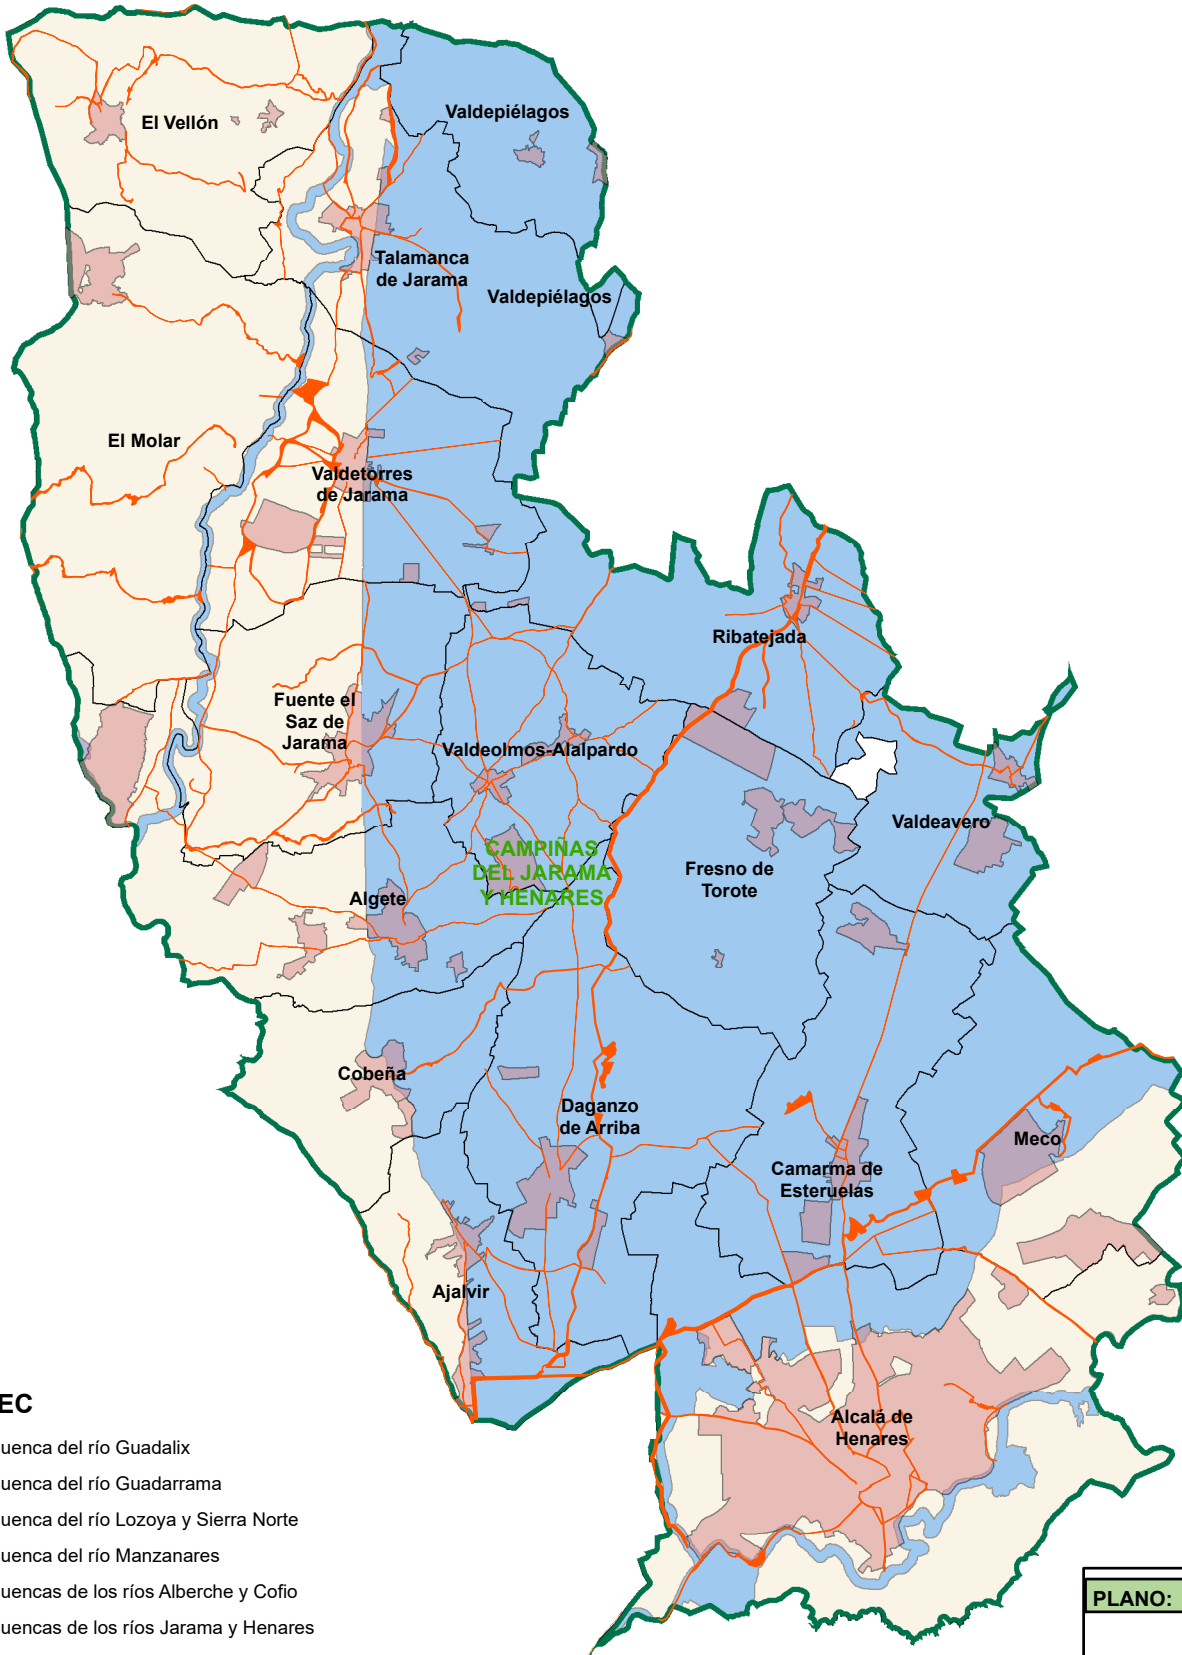 El Vellón
Valdepiélagos
Talamanca
de Jarama
Valdepiélagos
El Molar
Valdetorres
de Jarama
Ribatejada
Fuente el
Saz de
Jarama
Valdeolmos-Alalpardo
Valdeavero
CAMPIÑAS
DEL JARAMA
Y HENARES
Fresno de
Torote
Algete
Cobeña
Daganzo
de Arriba
Meco
Camarma de
Esteruelas
Ajalvir
Alcalá de
Henares
EC
uenca del río Guadalix
uenca del río Guadarrama
uenca del río Lozoya y Sierra Norte
uenca del río Manzanares
uencas de los ríos Alberche y Cofio
uencas de los ríos Jarama y Henares
PLANO: